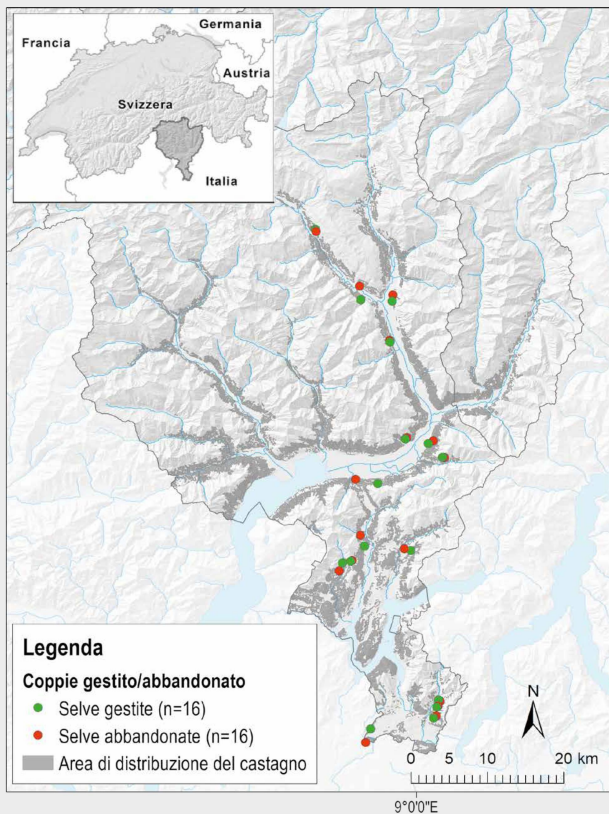 Germania
Francia
Austria
Svizzera
Italia
Legenda
Coppie gestito/abbandonato
Selve gestite (n=16)
Selve abbandonate (n=16)
Area di distribuzione del castagno
N
0 5 10 20 km
9°0'0"E